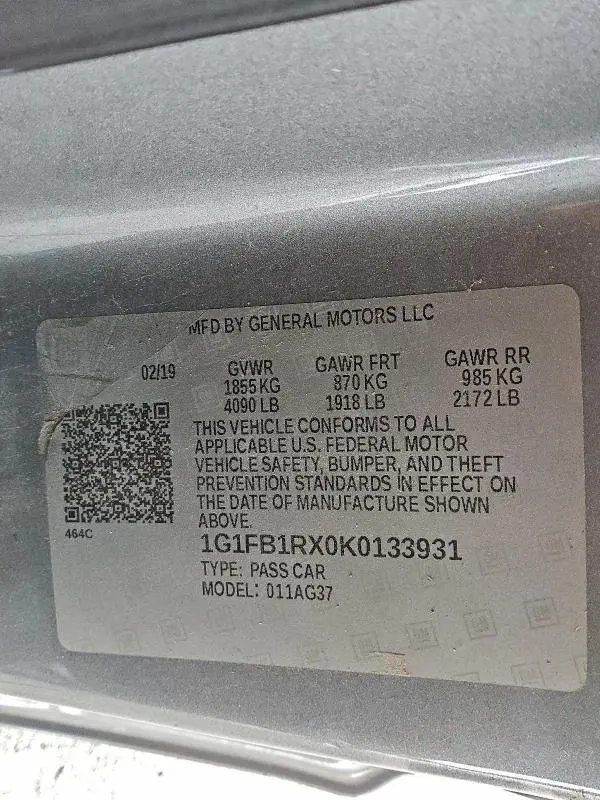 MFD BY GENERAL MOTORS LLC
02/19 GVWR GAWR FRT GAWR RR
1855 KG 870 KG 985 KG
4090 LB 1918 LB 2172 LB
THIS VEHICLE CONFORMS TO ALL
APPLICABLE U.S. FEDERAL MOTOR
VEHICLE SAFETY, BUMPER, AND THEFT
PREVENTION STANDARDS IN EFFECT ON
THE DATE OF MANUFACTURE SHOWN
ABOVE.
464C
1G1FB1RX0K0133931
TYPE: PASS CAR
MODEL: 011AG37